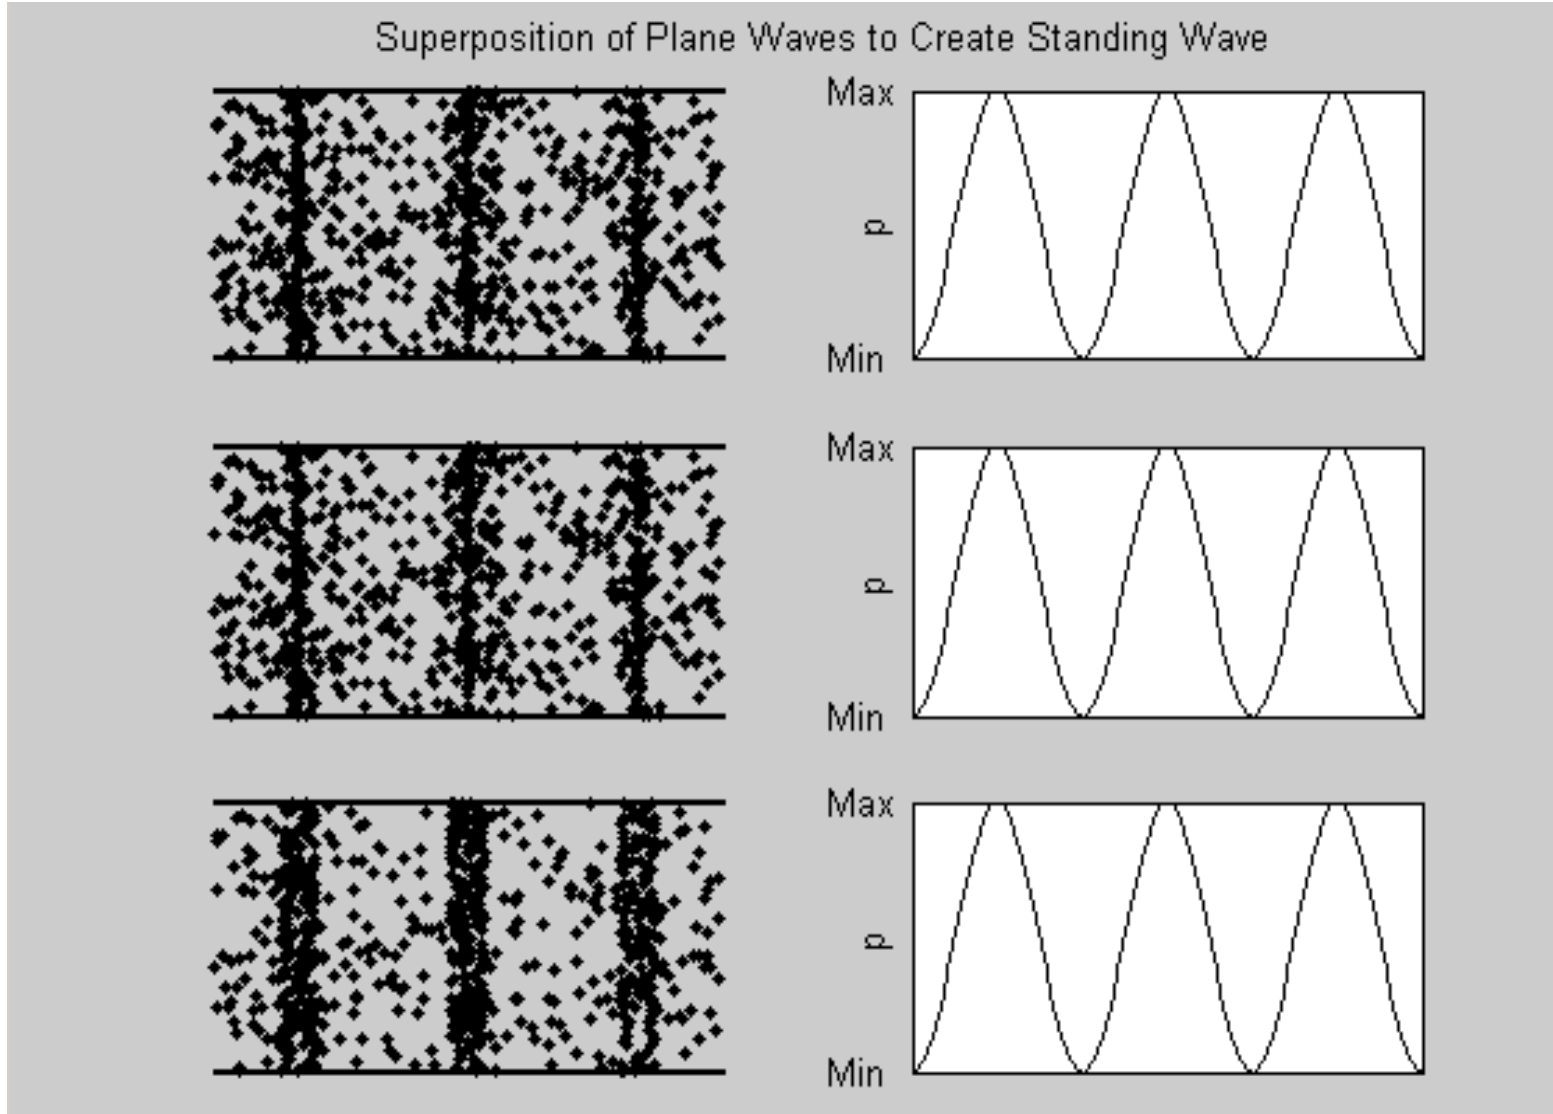 Superposition of Plane Waves to Create Standing Wave
Max
p
Min
Max
p
Min
Max
p
Min